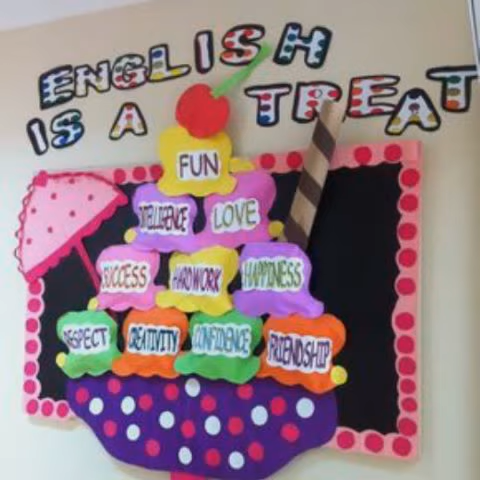 ENGLISH
IS A TREAT
FUN
INTELLIGENCE LOVE
SUCCESS HARDWORK HAPPINESS
RESPECT CREATIVITY CONFIDENCE FRIENDSHIP